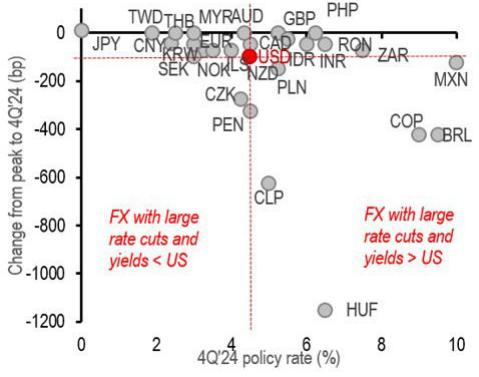 PHP
TWD THB MYR AUD GBP
0
JPY CNY EUR CAD RON ZAR
KRW ILS USD IDR INR
SEK NOK NZD MXN
-200
PLN
CZK
-400
PEN COP BRL
-600
CLP
-800
-1000
-1200
HUF
Change from peak to 4Q'24 (bp)
FX with large
rate cuts and
yields < US
FX with large
rate cuts and
yields > US
0 2 4 6 8 10
4Q'24 policy rate (%)